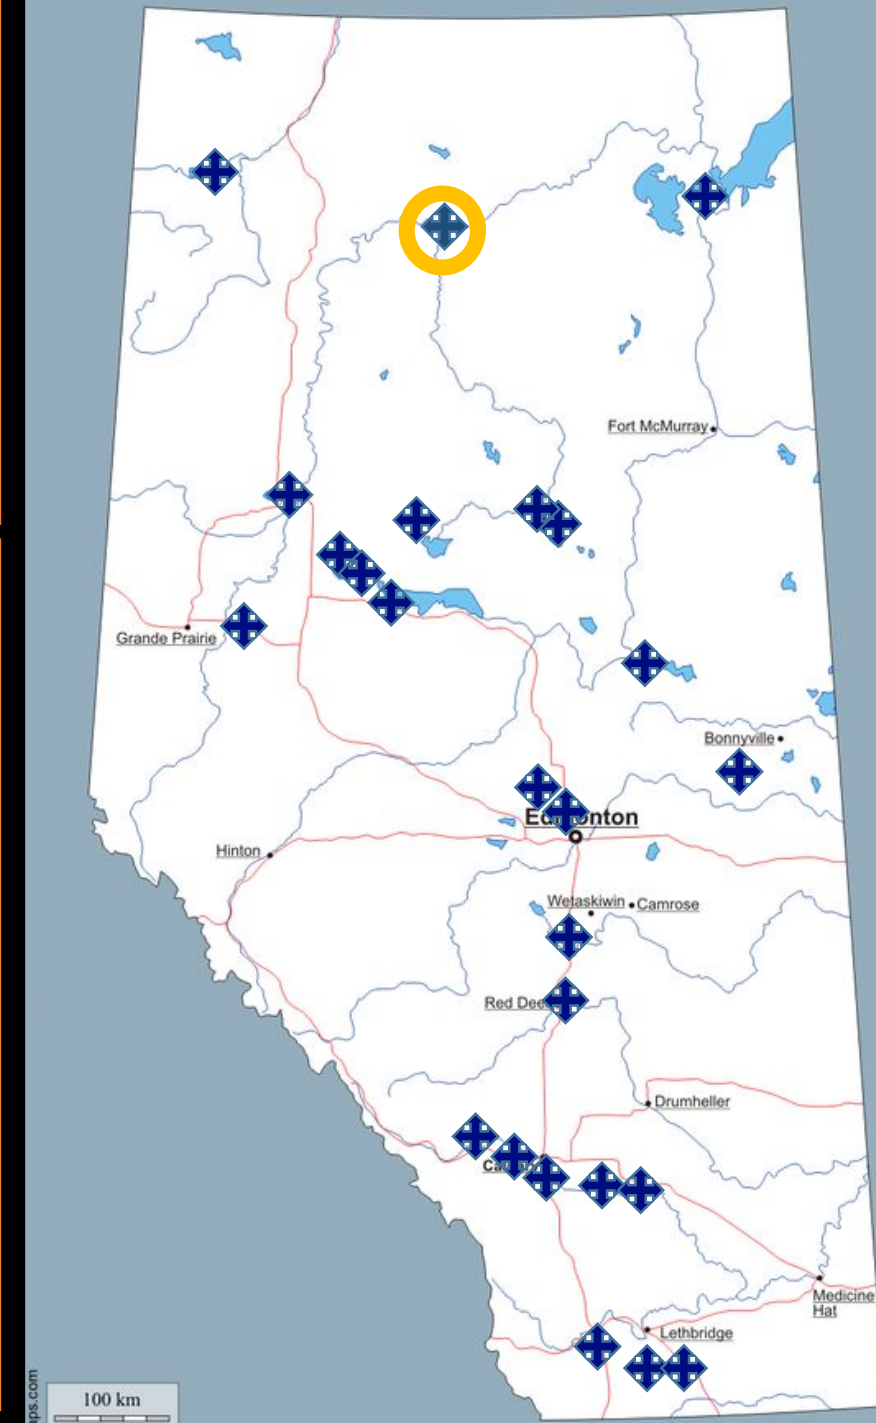 Fort McMurray
Grande Prairie
Bonnyville
Hinton
Wetaskiwin
Camrose
Drumheller
Medicine
Hat
Lethbridge
100 km